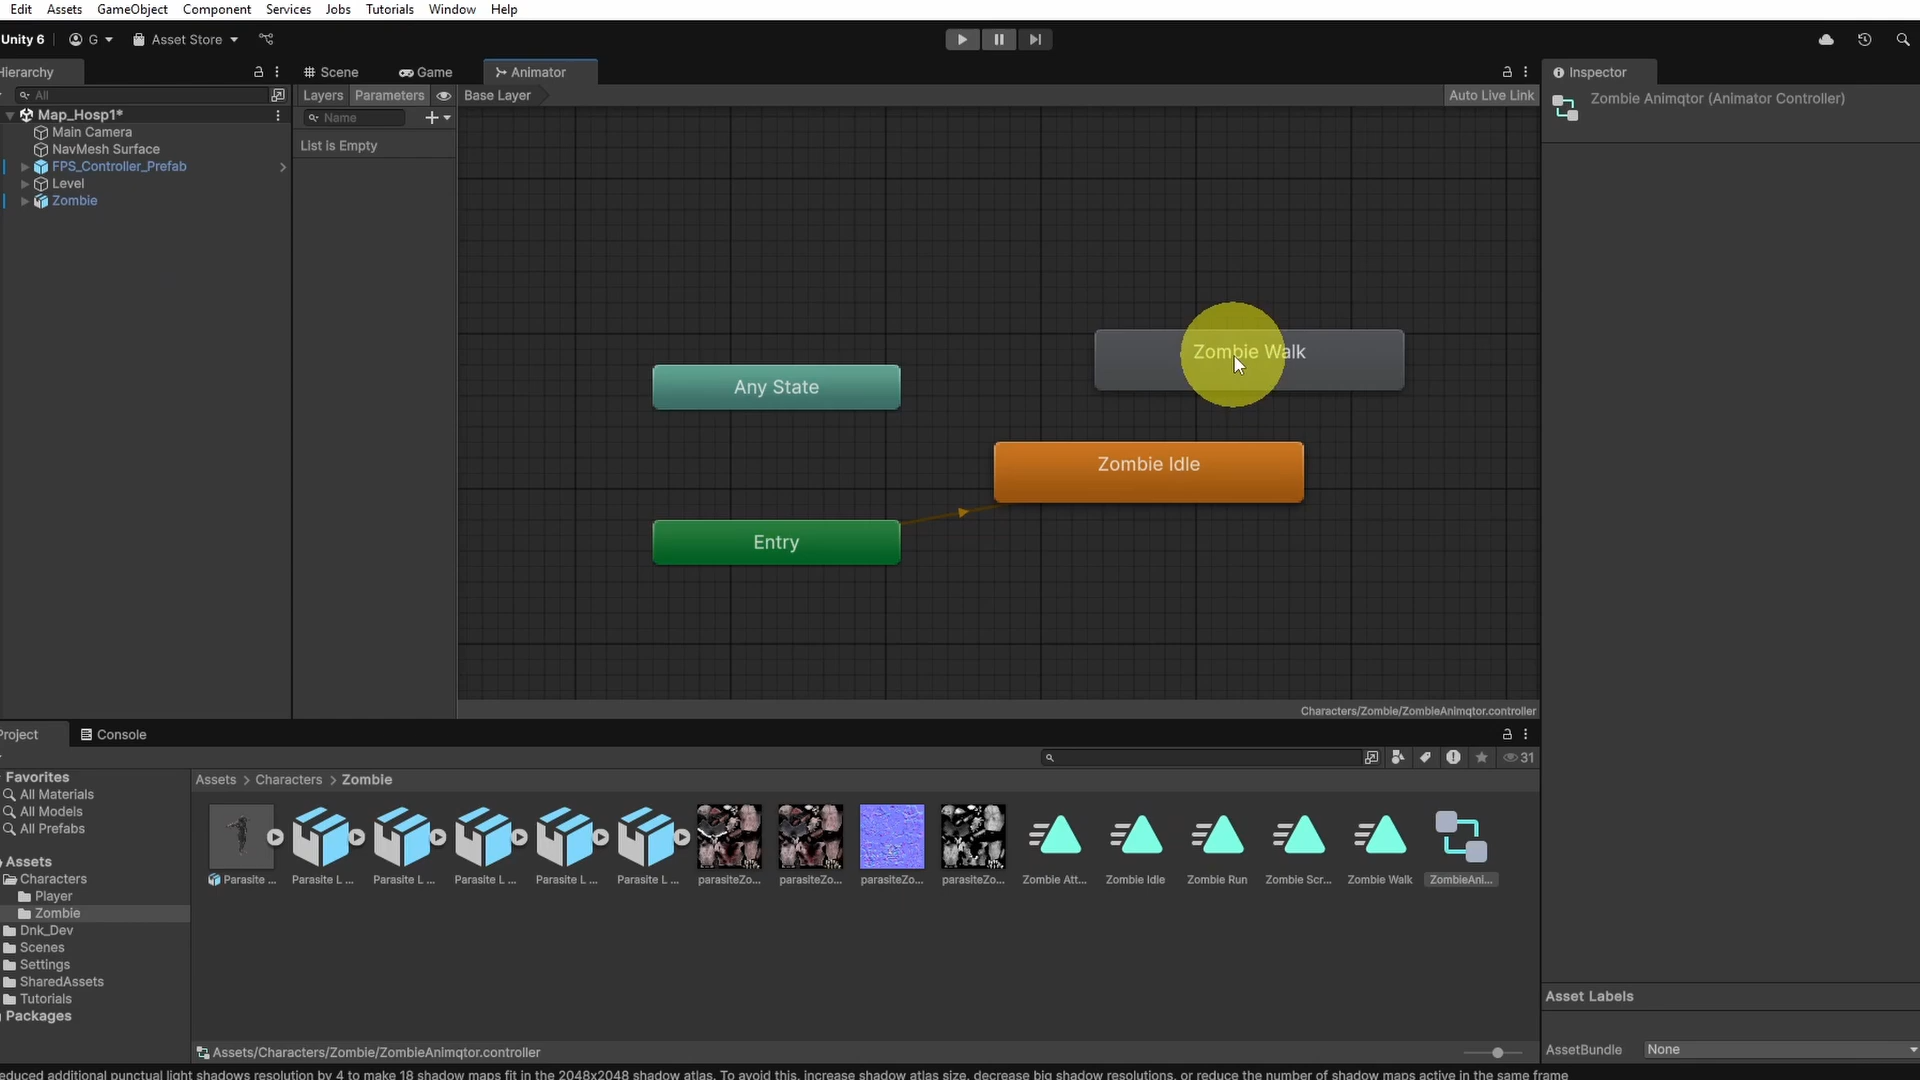 Edit Assets GameObject Component Services Jobs Tutorials Window Help
Unity 6 G Asset Store
Hierarchy
All
Map_Hosp1*
Main Camera
NavMesh Surface
FPS_Controller_Prefab
Level
Zombie
Scene Game Animator
Layers Parameters Base Layer Auto Live Link
Name
List is Empty
Any State
Zombie Walk
Zombie Idle
Entry
Characters/Zombie/ZombieAnimqtor.controller
Inspector
Zombie Animqtor (Animator Controller)
Asset Labels
AssetBundle None
Project Console
31
Favorites
All Materials
All Models
All Prefabs
Assets
Characters
Player
Zombie
Dnk_Dev
Scenes
Settings
SharedAssets
Tutorials
Packages
Assets > Characters > Zombie
Parasite ... Parasite L ... Parasite L ... Parasite L ... Parasite L ... Parasite L ... parasiteZo... parasiteZo... parasiteZo... parasiteZo... Zombie Att... Zombie Idle Zombie Run Zombie Scr... Zombie Walk ZombieAni...
Assets/Characters/Zombie/ZombieAnimqtor.controller
educed additional punctual light shadows resolution by 4 to make 18 shadow maps fit in the 2048x2048 shadow atlas. To avoid this, increase shadow atlas size, decrease big shadow resolutions, or reduce the number of shadow maps active in the same frame